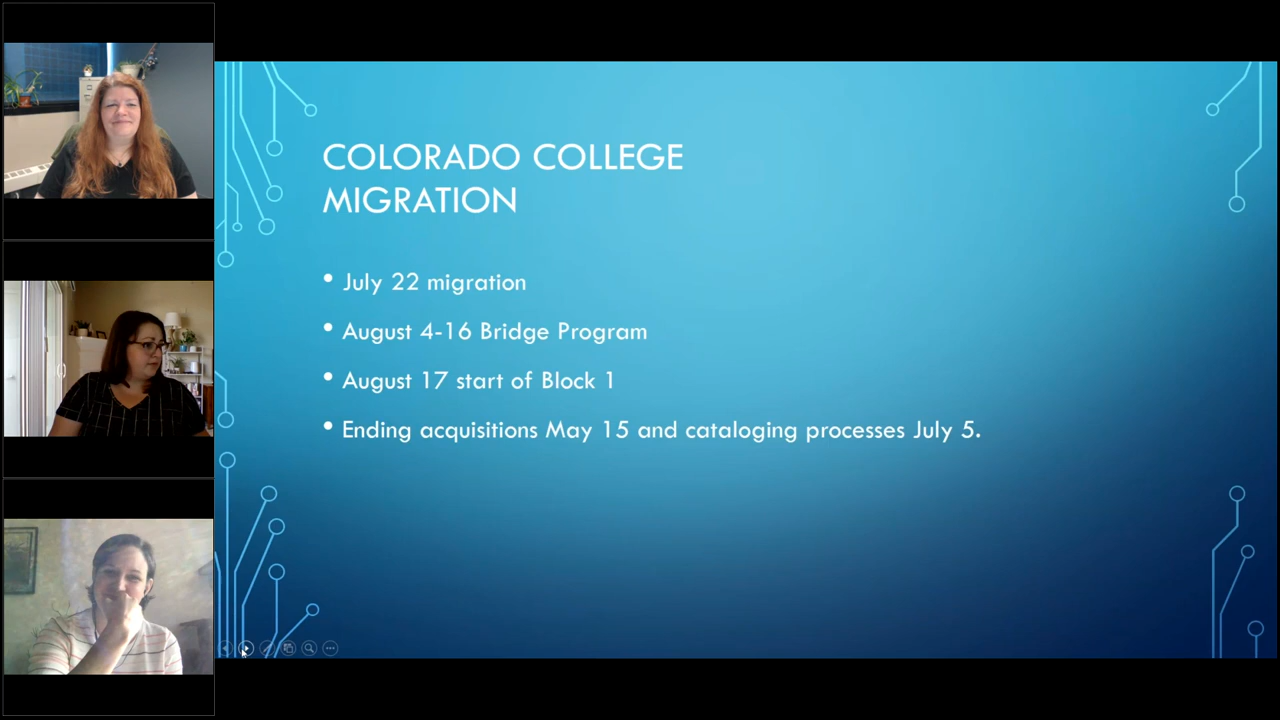 COLORADO COLLEGE
MIGRATION
• July 22 migration
• August 4-16 Bridge Program
• August 17 start of Block 1
• Ending acquisitions May 15 and cataloging processes July 5.